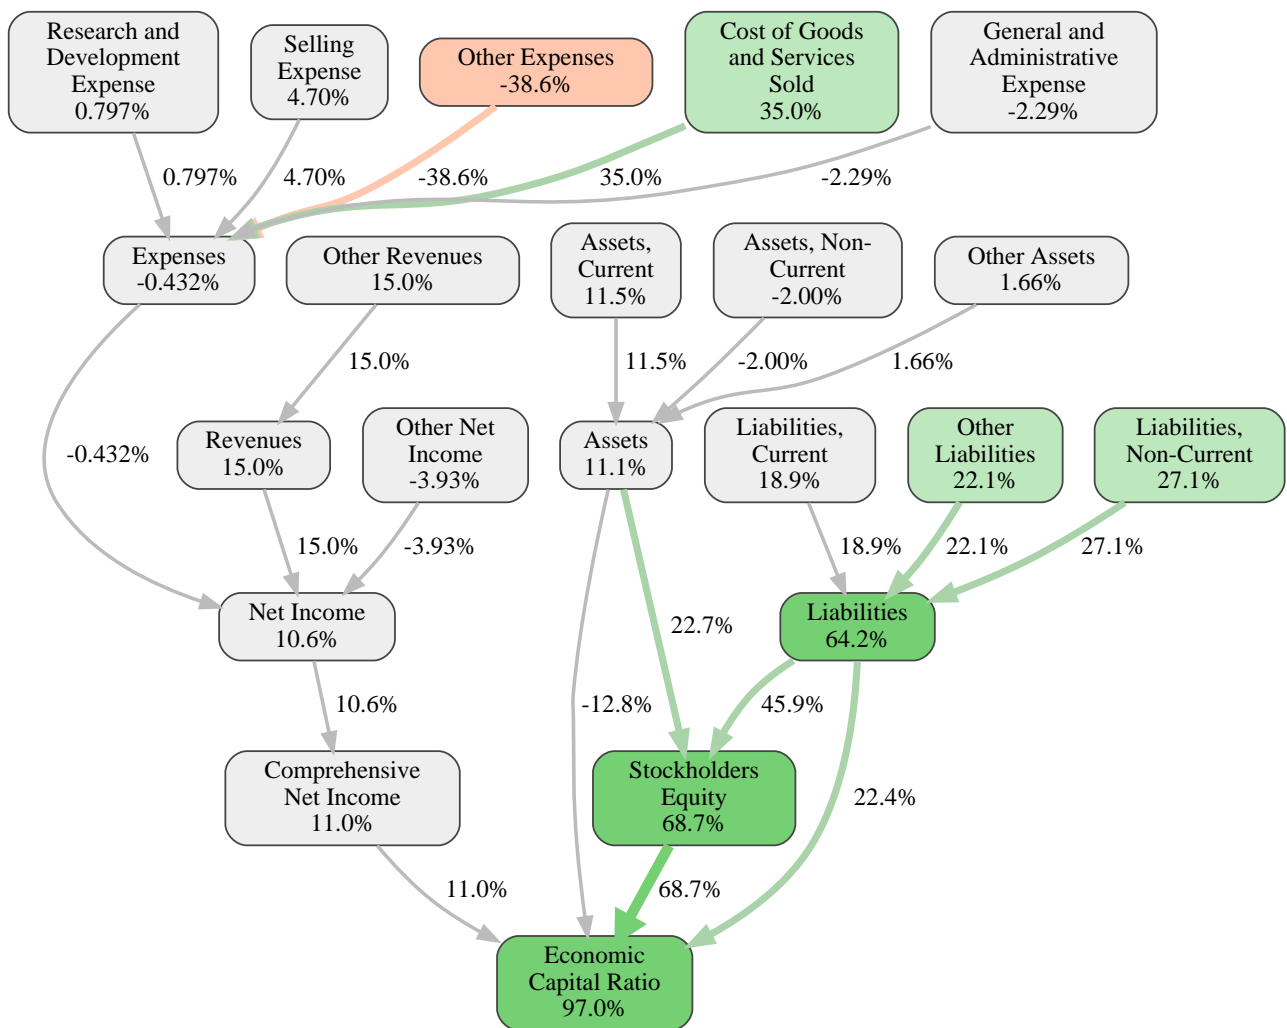 Research and
Development
Expense
0.797%
Selling
Expense
4.70%
Other Expenses
-38.6%
Cost of Goods
and Services
Sold
35.0%
General and
Administrative
Expense
-2.29%
0.797%
4.70%
-38.6%
35.0%
-2.29%
Expenses
-0.432%
Other Revenues
15.0%
Assets,
Current
11.5%
Assets, Non-
Current
-2.00%
Other Assets
1.66%
15.0%
11.5%
-2.00%
1.66%
-0.432%
Revenues
15.0%
Other Net
Income
-3.93%
Assets
11.1%
Liabilities,
Current
18.9%
Other
Liabilities
22.1%
Liabilities,
Non-Current
27.1%
15.0%
-3.93%
18.9%
22.1%
27.1%
Net Income
10.6%
22.7%
Liabilities
64.2%
10.6%
-12.8%
45.9%
Comprehensive
Net Income
11.0%
Stockholders
Equity
68.7%
22.4%
11.0%
68.7%
Economic
Capital Ratio
97.0%